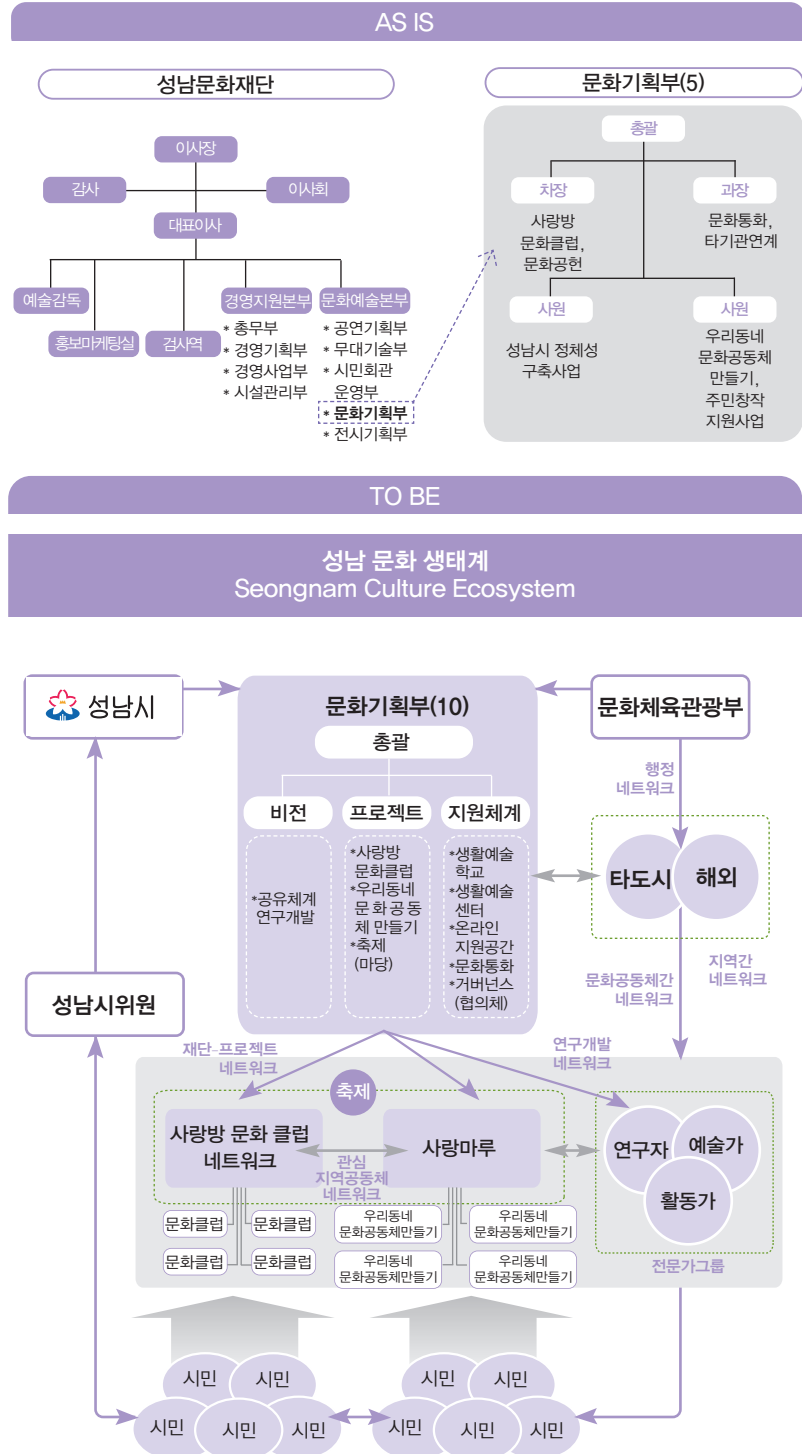 AS IS
성남문화재단
이사장
감사
이사회
대표이사
예술감독
홍보마케팅실
검사역
경영지원본부
* 총무부
* 경영기획부
* 경영사업부
* 시설관리부
문화예술본부
* 공연기획부
* 무대기술부
* 시민회관
운영부
* 문화기획부
* 전시기획부
문화기획부(5)
총괄
차장
사랑방
문화클럽,
문화공헌
과장
문화통화,
타기관연계
사원
성남시 정체성
구축사업
사원
우리동네
문화공동체
만들기,
주민창작
지원사업
TO BE
성남 문화 생태계
Seongnam Culture Ecosystem
성남시
문화기획부(10)
총괄
비전
*공유체계
연구개발
프로젝트
*사랑방
문화클럽
*우리동네
문화공동
체 만들기
*축제
(마당)
지원체계
*생활예술
학교
*생활예술
센터
*온라인
지원공간
*문화통화
*거버넌스
(협의체)
문화체육관광부
행정
네트워크
타도시
해외
문화공동체간
네트워크
지역간
네트워크
성남시위원
재단-프로젝트
네트워크
연구개발
네트워크
축제
사랑방 문화 클럽
네트워크
관심
지역공동체
네트워크
사랑마루
연구자
예술가
활동가
전문가그룹
문화클럽
문화클럽
문화클럽
문화클럽
우리동네
문화공동체만들기
우리동네
문화공동체만들기
우리동네
문화공동체만들기
우리동네
문화공동체만들기
시민
시민
시민
시민
시민
시민
시민
시민
시민
시민